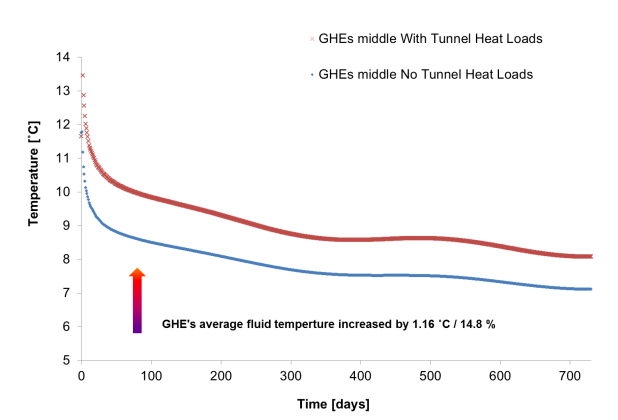 × GHEs middle With Tunnel Heat Loads
• GHEs middle No Tunnel Heat Loads
14
13
12
11
10
9
8
7
6
5
Temperature [˚C]
GHE's average fluid temperture increased by 1.16 ˚C / 14.8 %
0 100 200 300 400 500 600 700
Time [days]